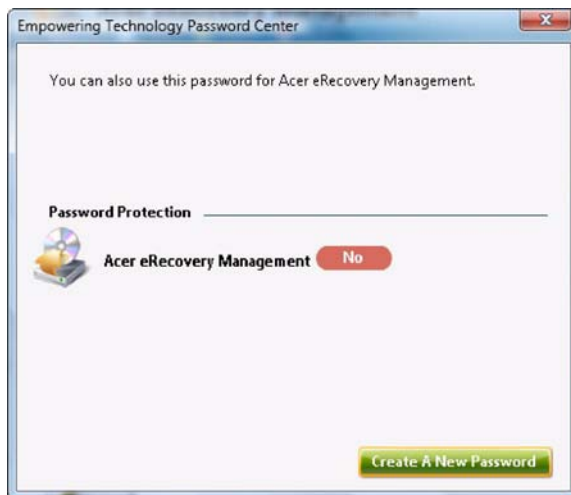 Empowering Technology Password Center
You can also use this password for Acer eRecovery Management.
Password Protection
Acer eRecovery Management No
Create A New Password